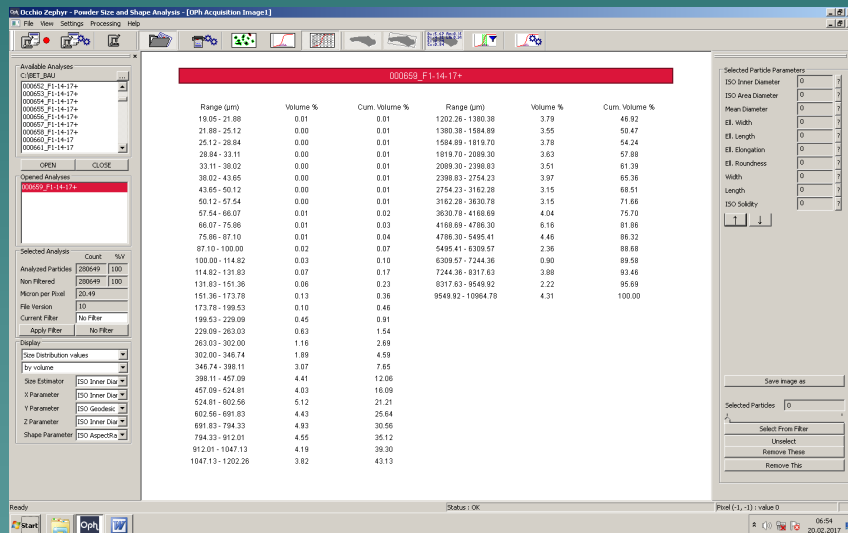 Occhio Zephyr - Powder Size and Shape Analysis - [OPh Acquisition Image1]
File View Settings Processing Help
Available Analyses
C:\BET_BAU
...
000652_F1-14-17+
000653_F1-14-17+
000654_F1-14-17+
000655_F1-14-17+
000656_F1-14-17+
000657_F1-14-17+
000658_F1-14-17+
000660_F1-14-17
000661_F1-14-17
OPEN CLOSE
Opened Analyses
000659_F1-14-17+
Selected Analysis
Count %V
Analyzed Particles 280649 100
Non Filtered 280649 100
Micron per Pixel 20.49
File Version 10
Current Filter No Filter
Apply Filter No Filter
Display
Size Distribution values
by volume
Size Estimator ISO Inner Diar
X Parameter ISO Inner Diar
Y Parameter ISO Geodesic
Z Parameter ISO Inner Diar
Shape Parameter ISO AspectRa
000659_F1-14-17+
Range (µm) Volume % Cum. Volume % Range (µm) Volume % Cum. Volume %
19.05 - 21.88 0.01 0.01 1202.26 - 1380.38 3.79 46.92
21.88 - 25.12 0.00 0.01 1380.38 - 1584.89 3.55 50.47
25.12 - 28.84 0.00 0.01 1584.89 - 1819.70 3.78 54.24
28.84 - 33.11 0.00 0.01 1819.70 - 2089.30 3.63 57.88
33.11 - 38.02 0.00 0.01 2089.30 - 2398.83 3.51 61.39
38.02 - 43.65 0.00 0.01 2398.83 - 2754.23 3.97 65.36
43.65 - 50.12 0.00 0.01 2754.23 - 3162.28 3.15 68.51
50.12 - 57.54 0.00 0.01 3162.28 - 3630.78 3.15 71.66
57.54 - 66.07 0.01 0.02 3630.78 - 4168.69 4.04 75.70
66.07 - 75.86 0.01 0.03 4168.69 - 4786.30 6.16 81.86
75.86 - 87.10 0.01 0.04 4786.30 - 5495.41 4.46 86.32
87.10 - 100.00 0.02 0.07 5495.41 - 6309.57 2.36 88.68
100.00 - 114.82 0.03 0.10 6309.57 - 7244.36 0.90 89.58
114.82 - 131.83 0.07 0.17 7244.36 - 8317.63 3.88 93.46
131.83 - 151.36 0.06 0.23 8317.63 - 9549.92 2.22 95.69
151.36 - 173.78 0.13 0.36 9549.92 - 10964.78 4.31 100.00
173.78 - 199.53 0.10 0.46
199.53 - 229.09 0.45 0.91
229.09 - 263.03 0.63 1.54
263.03 - 302.00 1.16 2.69
302.00 - 346.74 1.89 4.59
346.74 - 398.11 3.07 7.65
398.11 - 457.09 4.41 12.06
457.09 - 524.81 4.03 16.09
524.81 - 602.56 5.12 21.21
602.56 - 691.83 4.43 25.64
691.83 - 794.33 4.93 30.56
794.33 - 912.01 4.55 35.12
912.01 - 1047.13 4.19 39.30
1047.13 - 1202.26 3.82 43.13
Selected Particle Parameters
ISO Inner Diameter 0 ?
ISO Area Diameter 0 ?
Mean Diameter 0 ?
Ell. Width 0 ?
Ell. Length 0 ?
Ell. Elongation 0 ?
Ell. Roundness 0 ?
Width 0 ?
Length 0 ?
ISO Solidity 0 ?
Save image as
Selected Particles 0
Select From Filter
Unselect
Remove These
Remove This
Ready Status : OK Pixel (-1, -1) : value 0
Start Oph W 06:54
20.02.2017